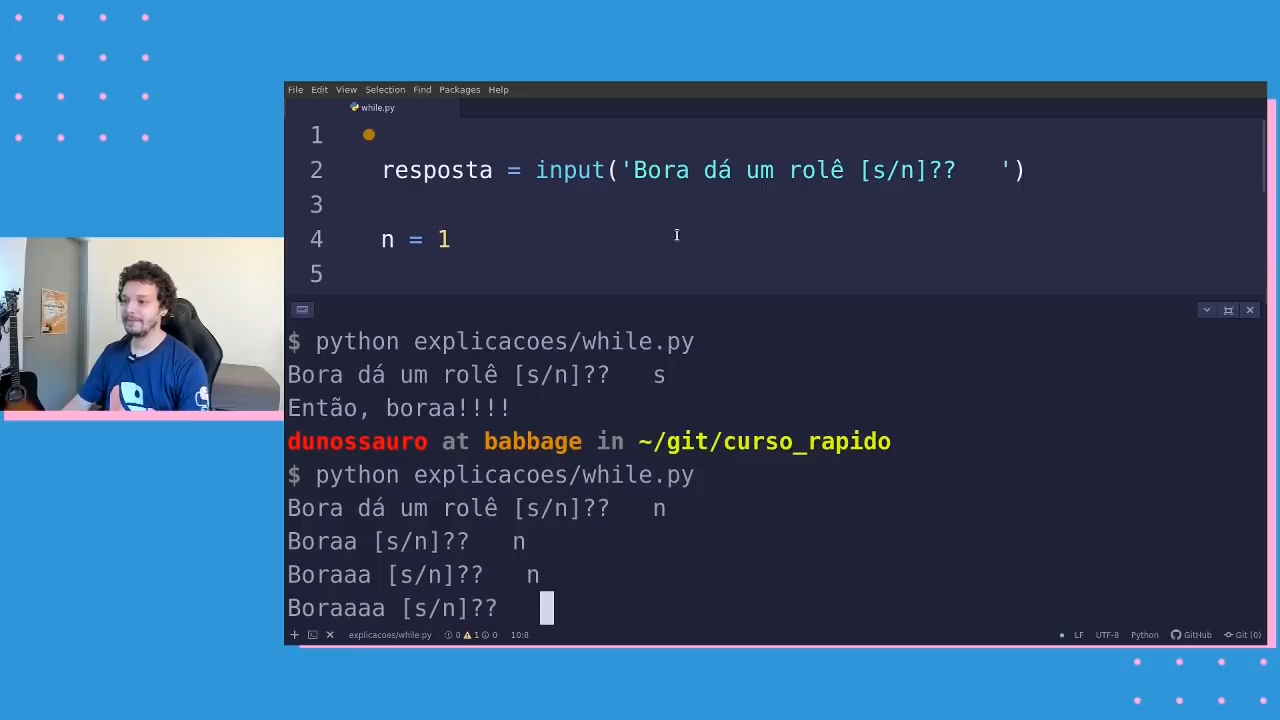 File Edit View Selection Find Packages Help
while.py
1
2 resposta = input('Bora dá um rolê [s/n]??   ')
3
4 n = 1
5
$ python explicacoes/while.py
Bora dá um rolê [s/n]??   s
Então, boraa!!!!
dunossauro at babbage in ~/git/curso_rapido
$ python explicacoes/while.py
Bora dá um rolê [s/n]??   n
Boraa [s/n]??   n
Boraaa [s/n]??   n
Boraaaa [s/n]??
explicacoes/while.py 0 1 0 10:8 LF UTF-8 Python GitHub Git (0)